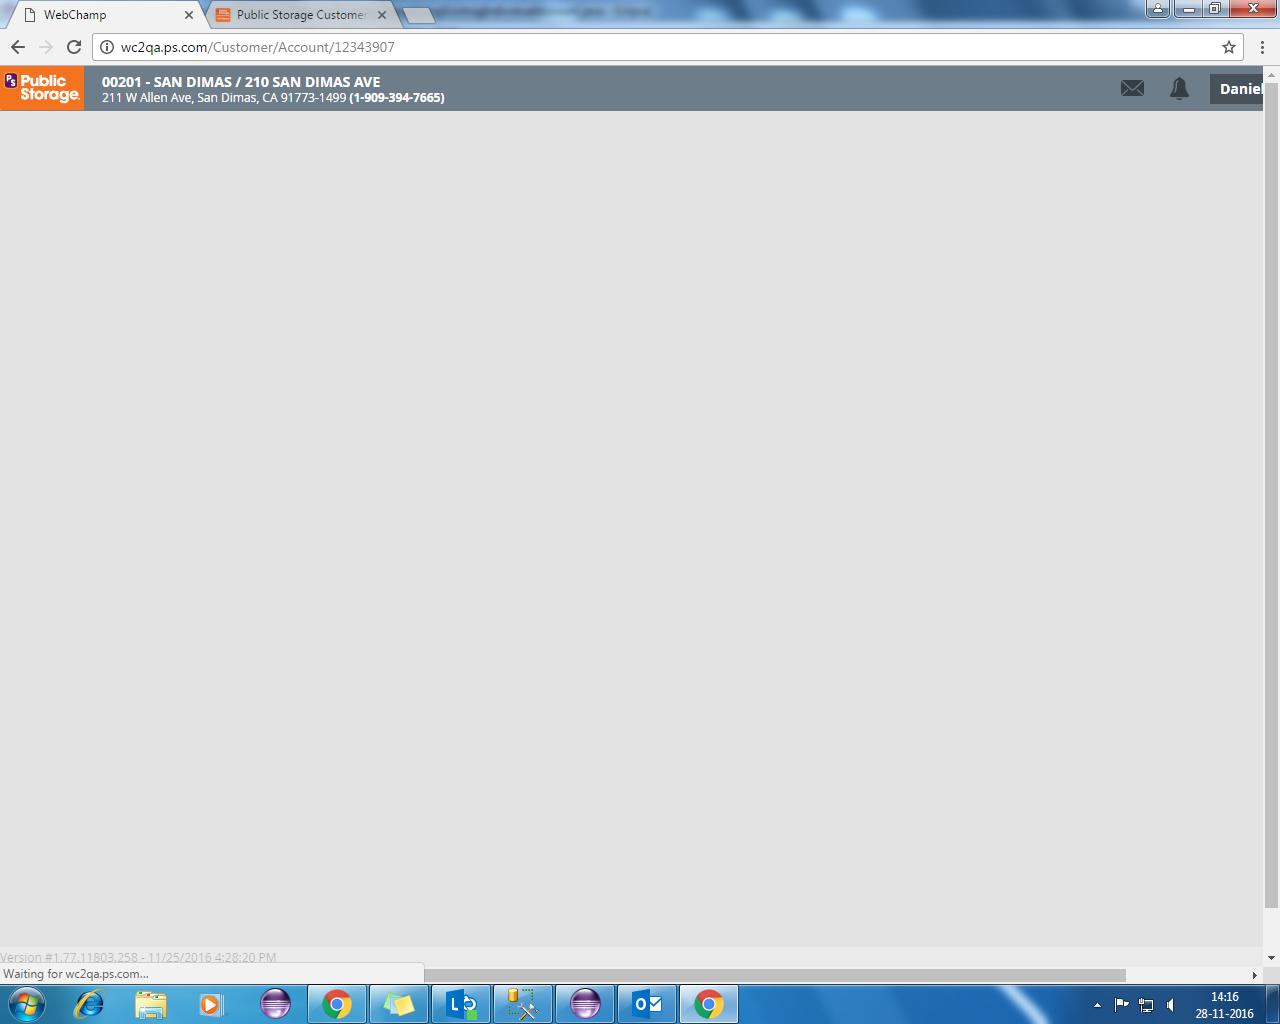 WebChamp
Public Storage Customer
wc2qa.ps.com/Customer/Account/12343907
PS Public Storage.
00201 - SAN DIMAS / 210 SAN DIMAS AVE
211 W Allen Ave, San Dimas, CA 91773-1499 (1-909-394-7665)
Daniel
Version #1.77.11803.258 - 11/25/2016 4:28:20 PM
Waiting for wc2qa.ps.com...
14:16
28-11-2016